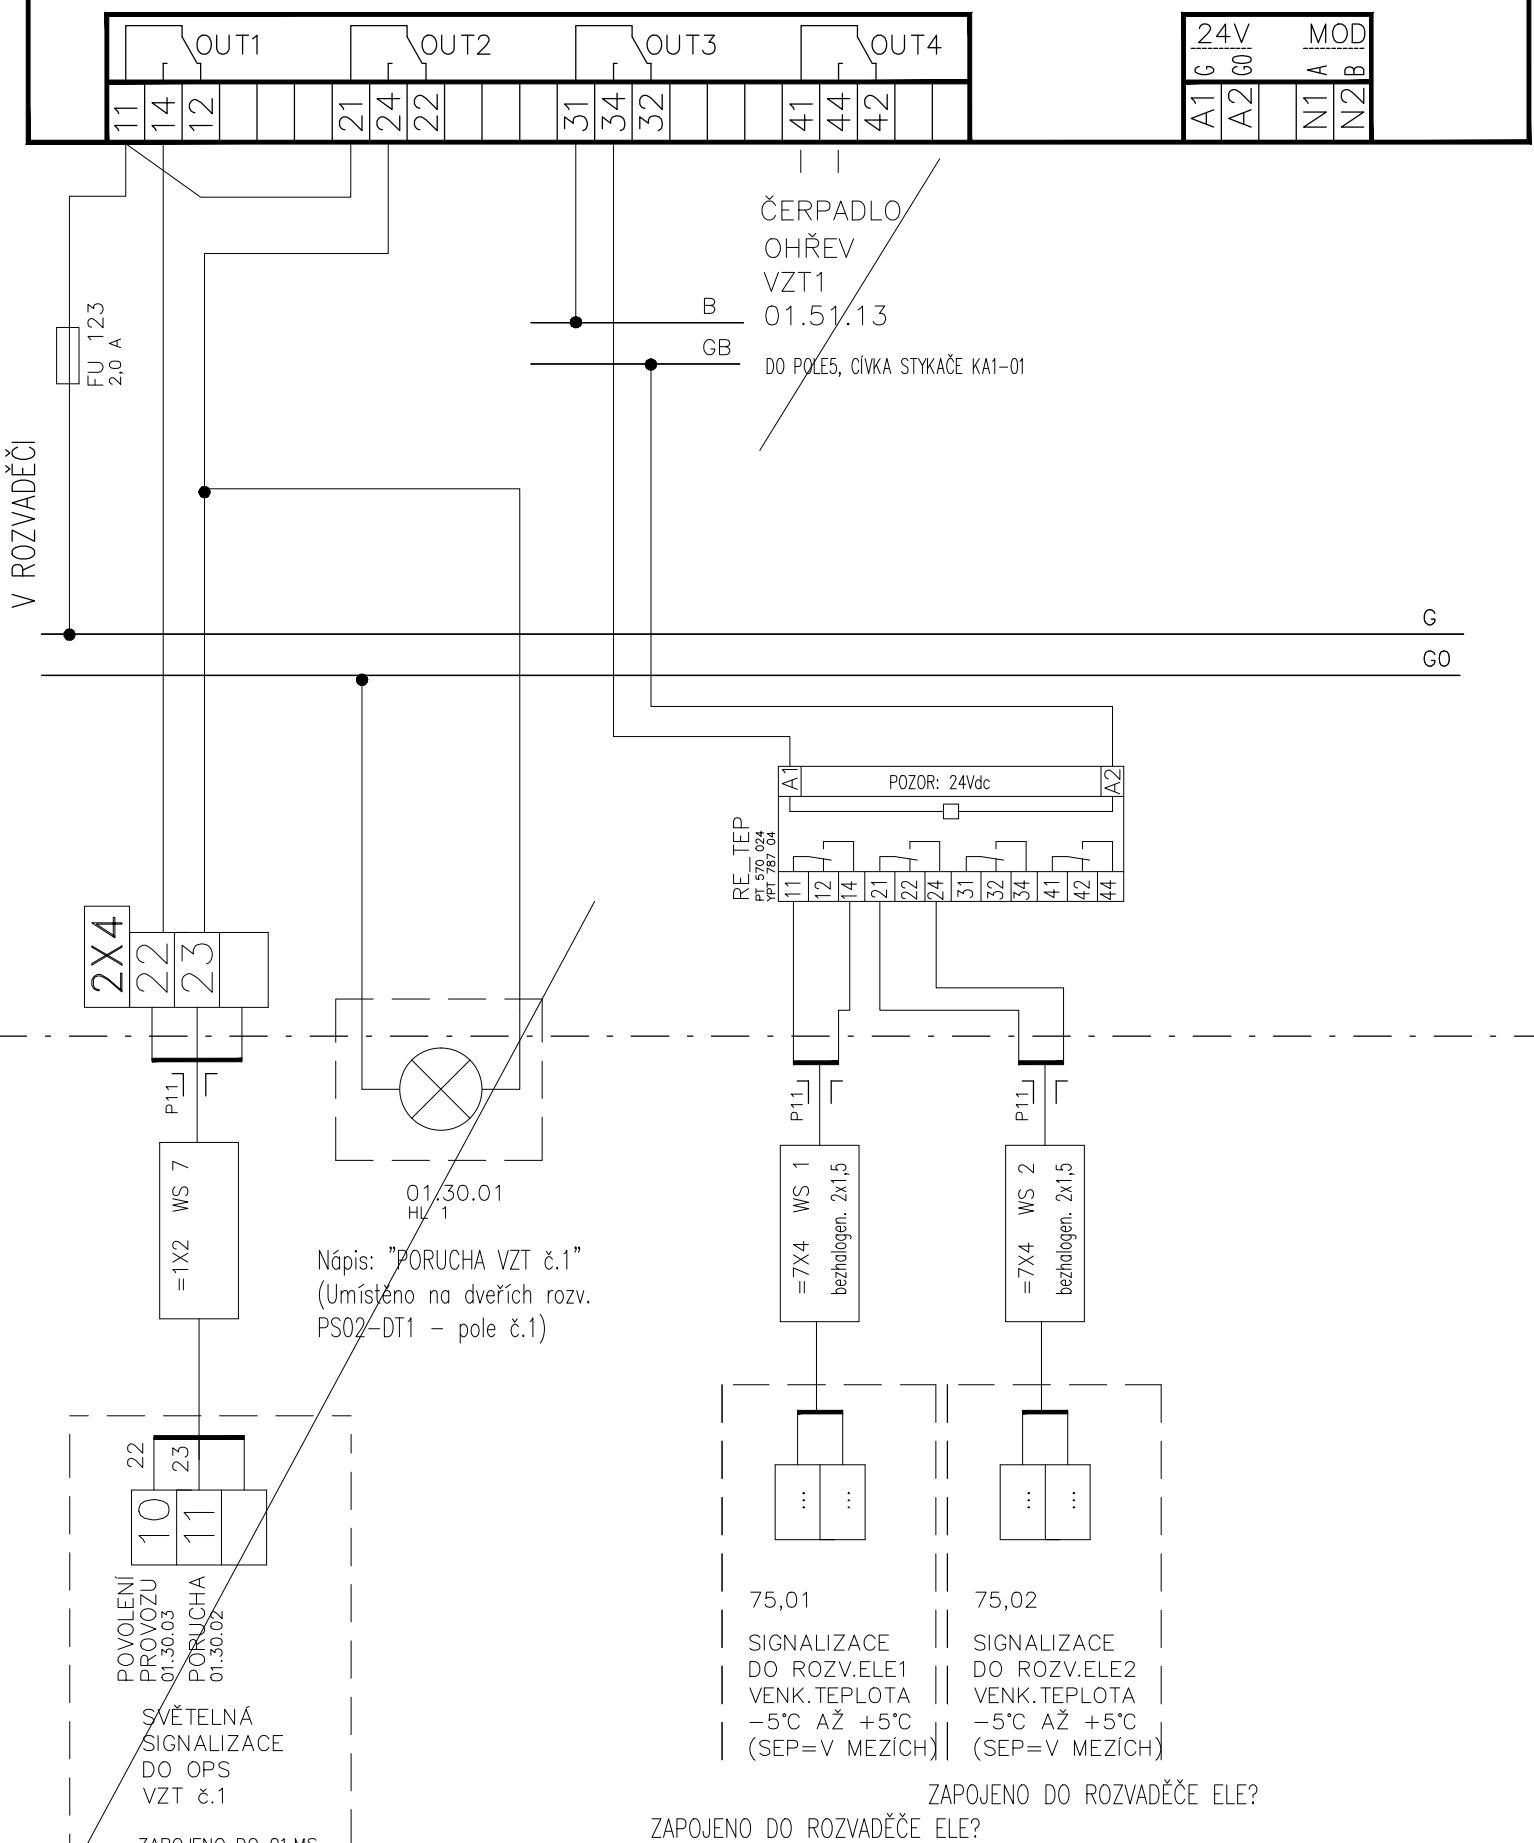 OUT1 OUT2 OUT3 OUT4
24V MOD
G G0 A B
11 14 12 21 24 22 31 34 32 41 44 42
A1 A2 N1 N2
ČERPADLO
OHŘEV
VZT1
01.51.13
DO POLE5, CÍVKA STYKAČE KA1-01
B
GB
FU 123
2,0 A
V ROZVADĚČI
G
G0
A1 POZOR: 24Vdc A2
RE_TEP
PT 570 024
YPT 787 04
11 12 14 21 22 24 31 32 34 41 42 44
2X4 22 23
P11
P11
P11
=1X2 WS 7
01.30.01
HL 1
Nápis: "PORUCHA VZT č.1"
(Umístěno na dveřích rozv.
PS02-DT1 - pole č.1)
=7X4 WS 1
bezhalogen. 2x1,5
=7X4 WS 2
bezhalogen. 2x1,5
22 23
10 11
POVOLENÍ
PROVOZU
01.30.03
PORUCHA
01.30.02
SVĚTELNÁ
SIGNALIZACE
DO OPS
VZT č.1
ZAPOJENO DO 01.MS
... ...
75,01
SIGNALIZACE
DO ROZV.ELE1
VENK.TEPLOTA
-5°C AŽ +5°C
(SEP=V MEZÍCH)
... ...
75,02
SIGNALIZACE
DO ROZV.ELE2
VENK.TEPLOTA
-5°C AŽ +5°C
(SEP=V MEZÍCH)
ZAPOJENO DO ROZVADĚČE ELE?
ZAPOJENO DO ROZVADĚČE ELE?